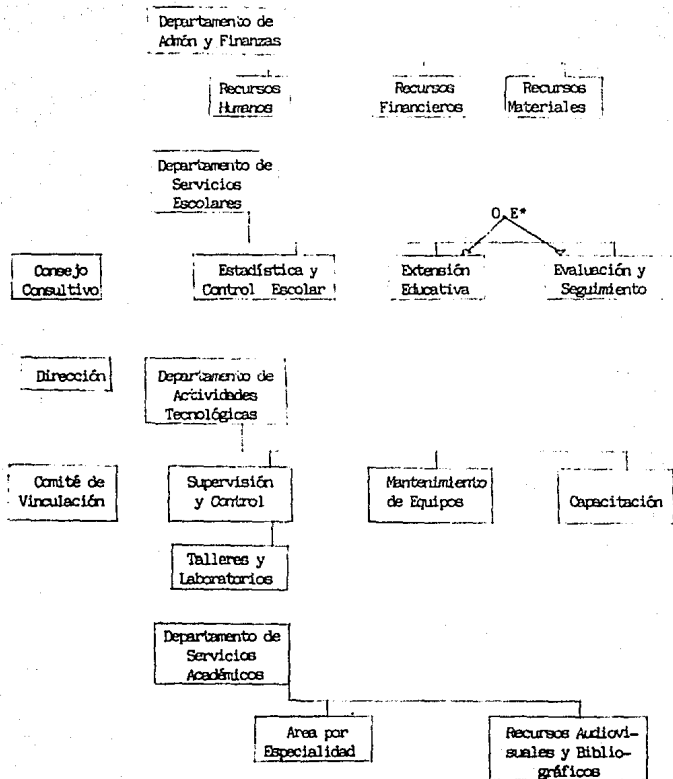 Departamento de
Admón y Finanzas
Recursos
Humanos
Recursos
Financieros
Recursos
Materiales
Departamento de
Servicios
Escolares
O.E*
Consejo
Consultivo
Estadística y
Control Escolar
Extensión
Educativa
Evaluación y
Seguimiento
Dirección
Departamento de
Actividades
Tecnológicas
Comité de
Vinculación
Supervisión
y Control
Mantenimiento
de Equipos
Capacitación
Talleres y
Laboratorios
Departamento de
Servicios
Académicos
Area por
Especialidad
Recursos Audiovi-
suales y Biblio-
gráficos